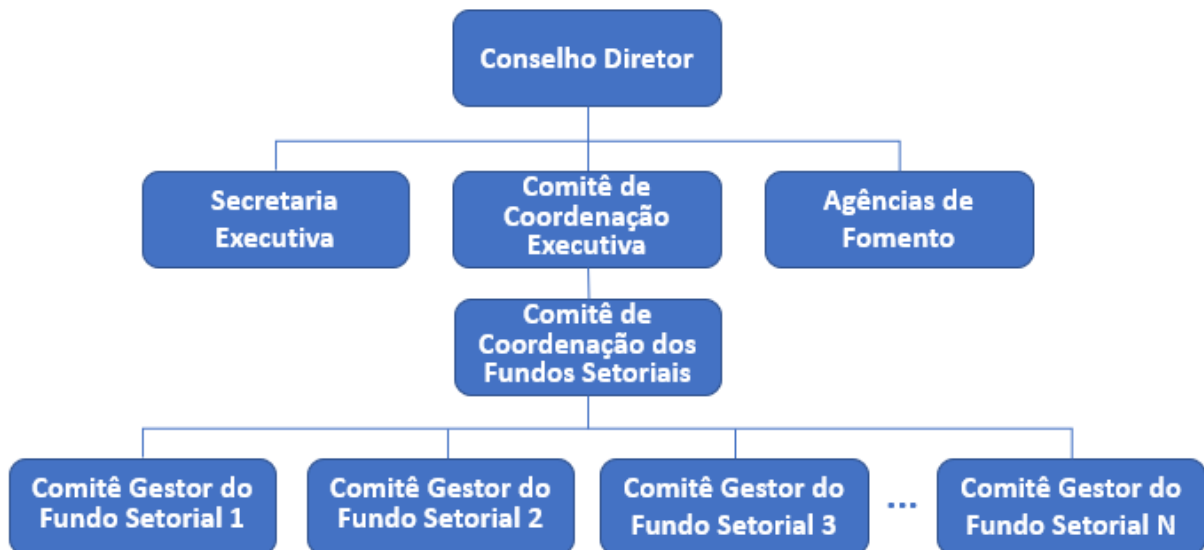 Conselho Diretor
Secretaria
Executiva
Comitê de
Coordenação
Executiva
Agências de
Fomento
Comitê de
Coordenação dos
Fundos Setoriais
Comitê Gestor do
Fundo Setorial 1
Comitê Gestor do
Fundo Setorial 2
Comitê Gestor do
Fundo Setorial 3
...
Comitê Gestor do
Fundo Setorial N